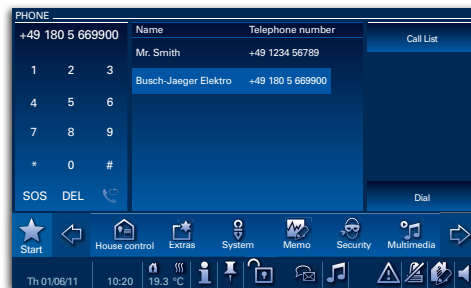 PHONE
+49 180 5 669900
Name Telephone number
Mr. Smith +49 1234 56789
Busch-Jaeger Elektro +49 180 5 669900
Call List
1 2 3
4 5 6
7 8 9
* 0 #
SOS DEL
Dial
Start House control Extras System Memo Security Multimedia
Th 01/06/11 10:20 19.3 °C